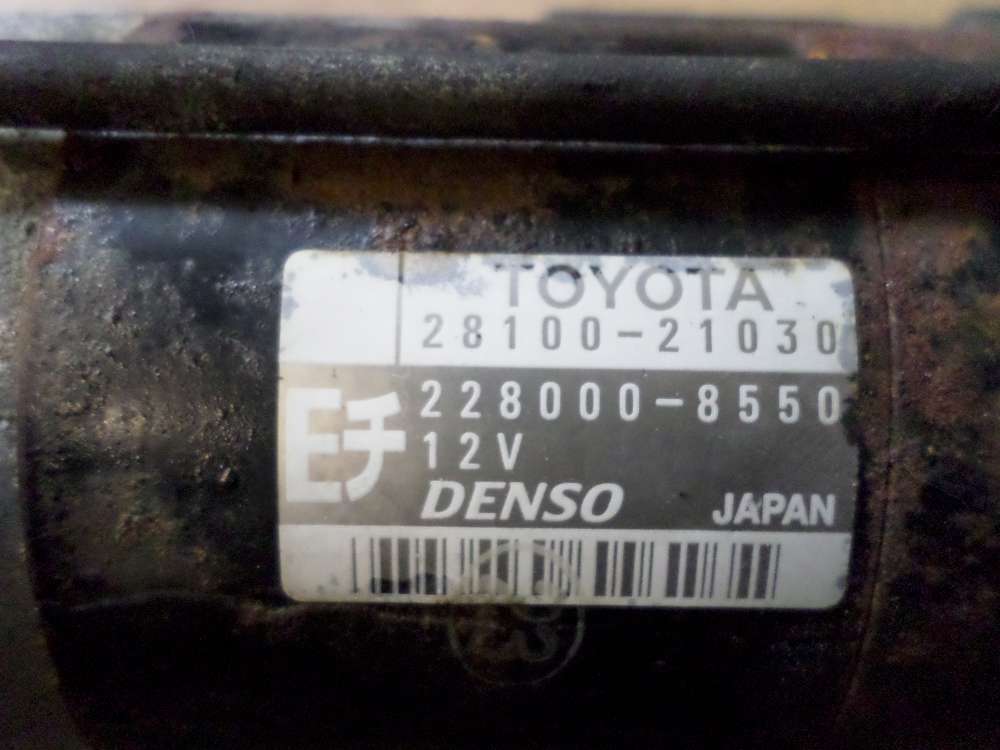 TOYOTA
28100-21030
Eチ
228000-8550
12V
DENSO JAPAN